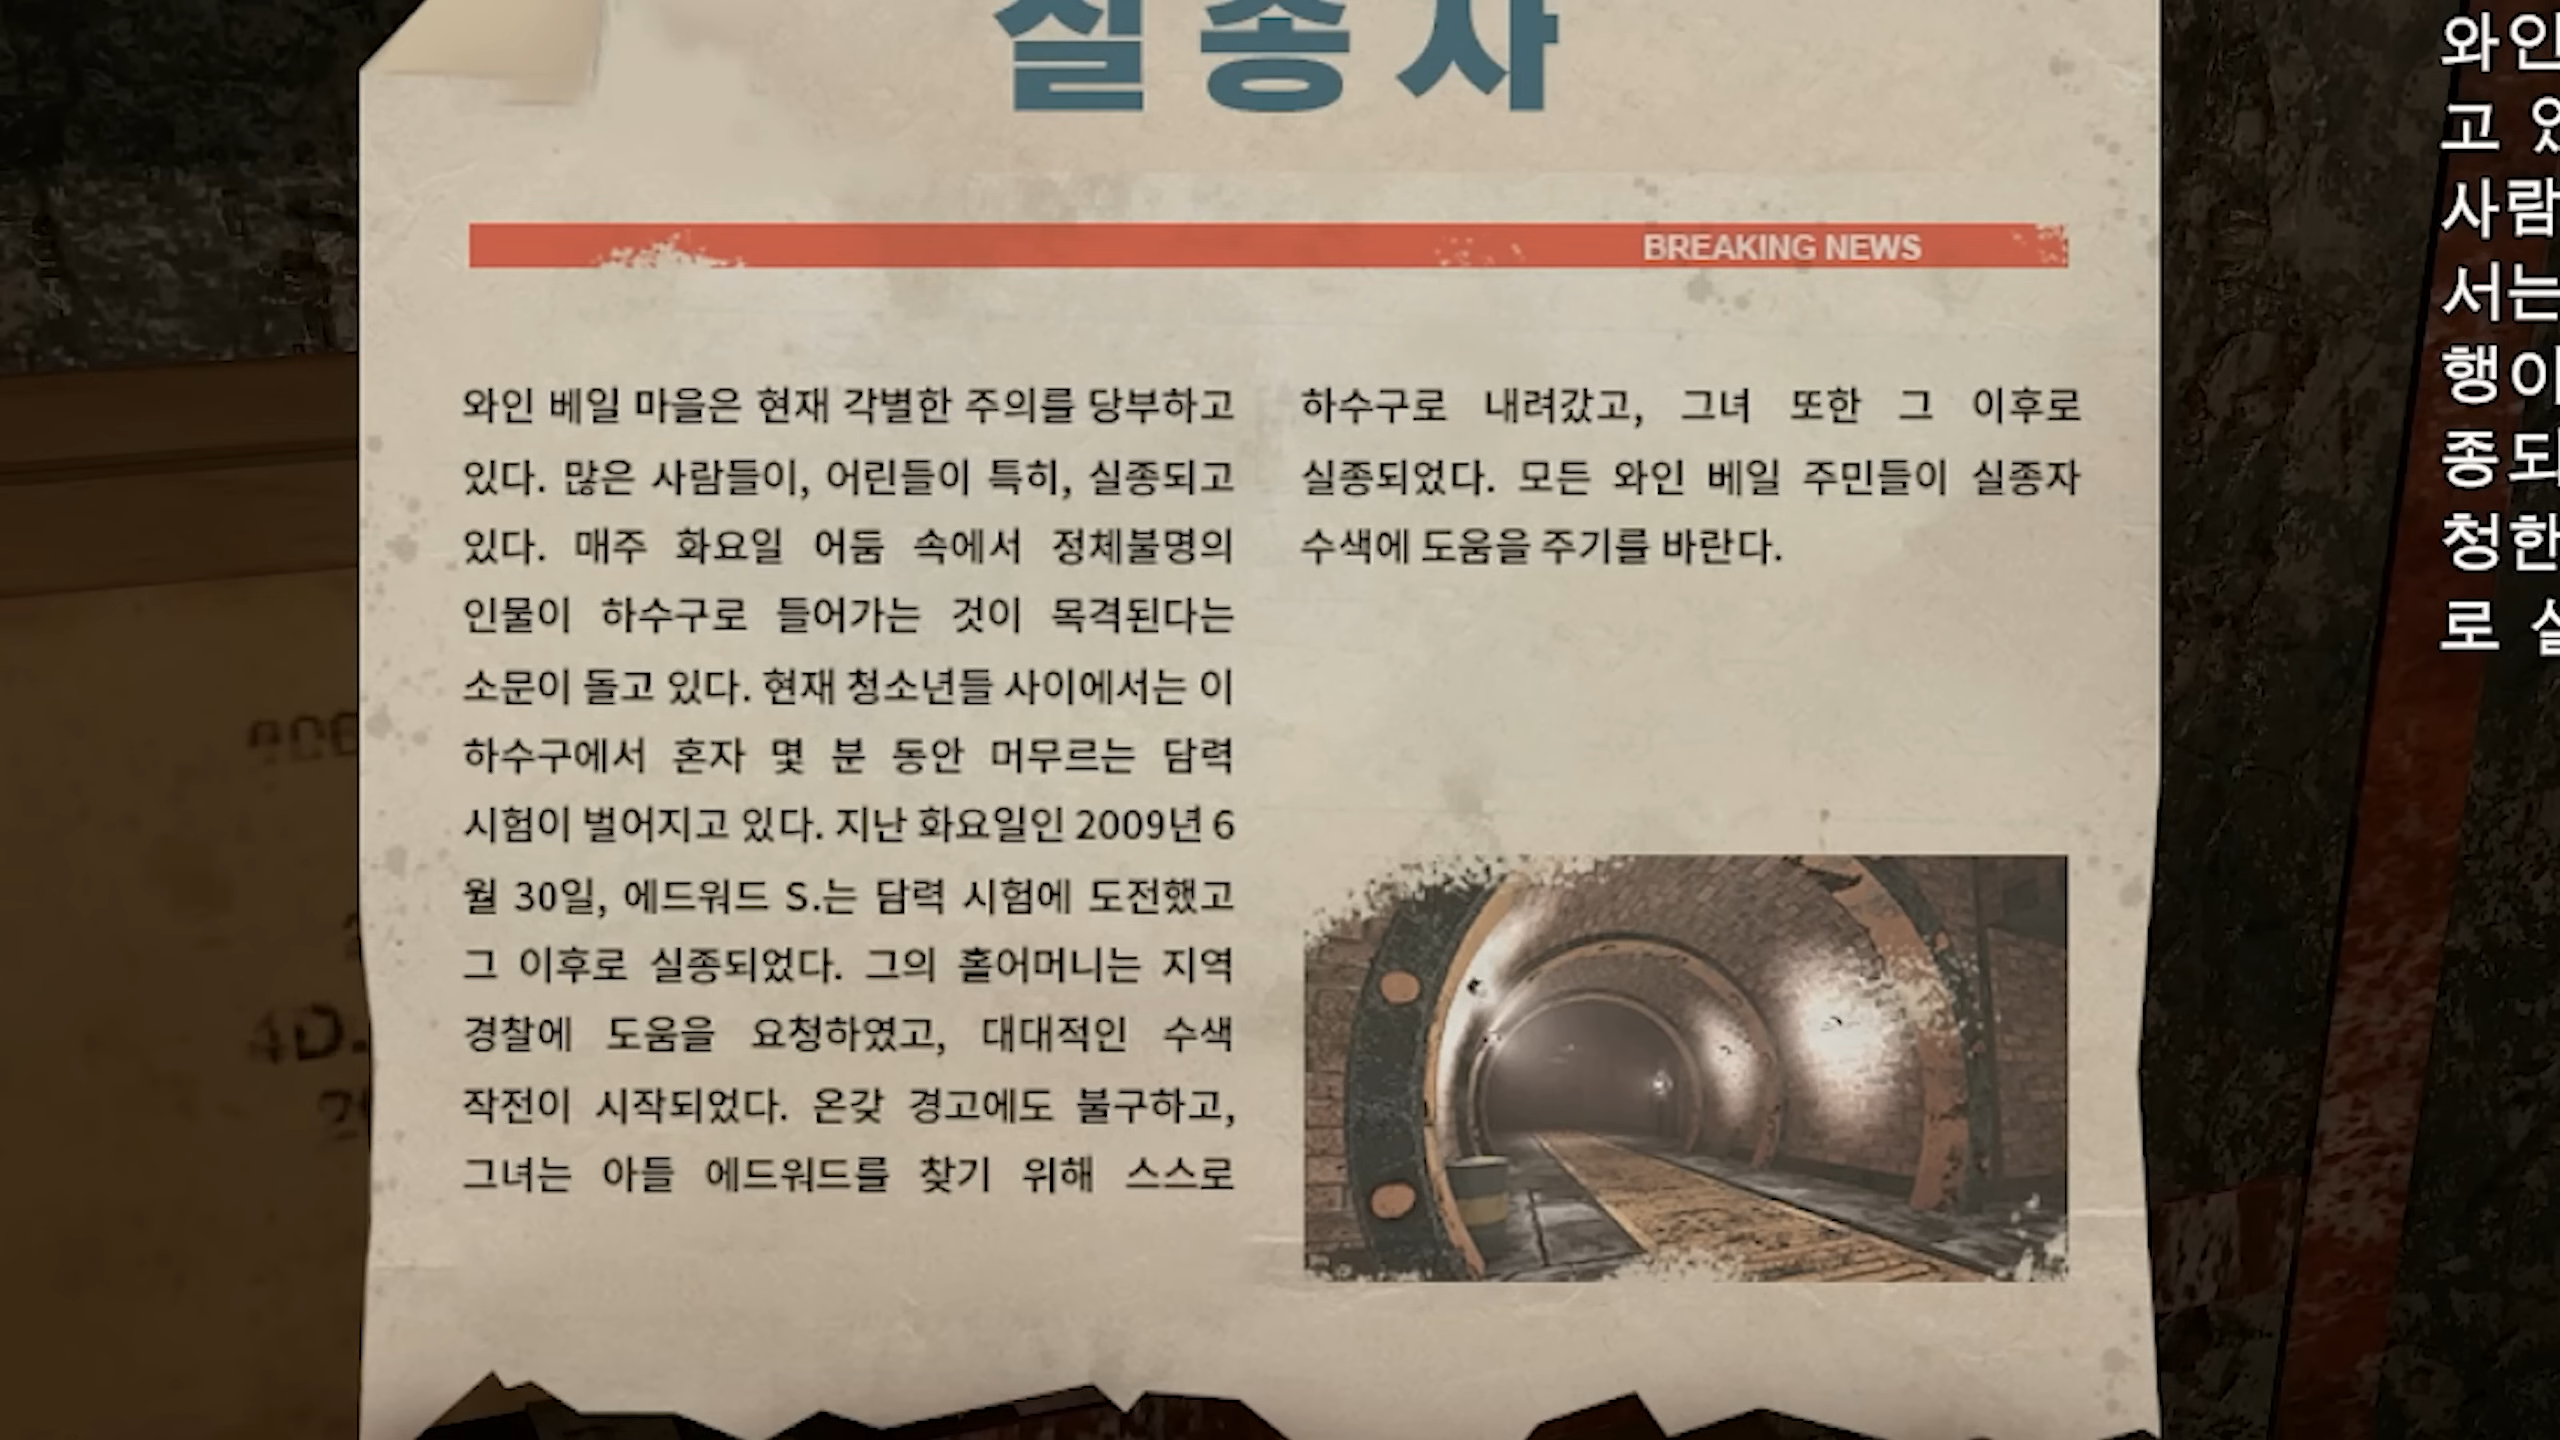 실종자
BREAKING NEWS
와인 베일 마을은 현재 각별한 주의를 당부하고
있다. 많은 사람들이, 어린들이 특히, 실종되고
있다. 매주 화요일 어둠 속에서 정체불명의
인물이 하수구로 들어가는 것이 목격된다는
소문이 돌고 있다. 현재 청소년들 사이에서는 이
하수구에서 혼자 몇 분 동안 머무르는 담력
시험이 벌어지고 있다. 지난 화요일인 2009년 6
월 30일, 에드워드 S.는 담력 시험에 도전했고
그 이후로 실종되었다. 그의 홀어머니는 지역
경찰에 도움을 요청하였고, 대대적인 수색
작전이 시작되었다. 온갖 경고에도 불구하고,
그녀는 아들 에드워드를 찾기 위해 스스로
하수구로 내려갔고, 그녀 또한 그 이후로
실종되었다. 모든 와인 베일 주민들이 실종자
수색에 도움을 주기를 바란다.
와인
고
사람
서는
행이
종되
청한
로